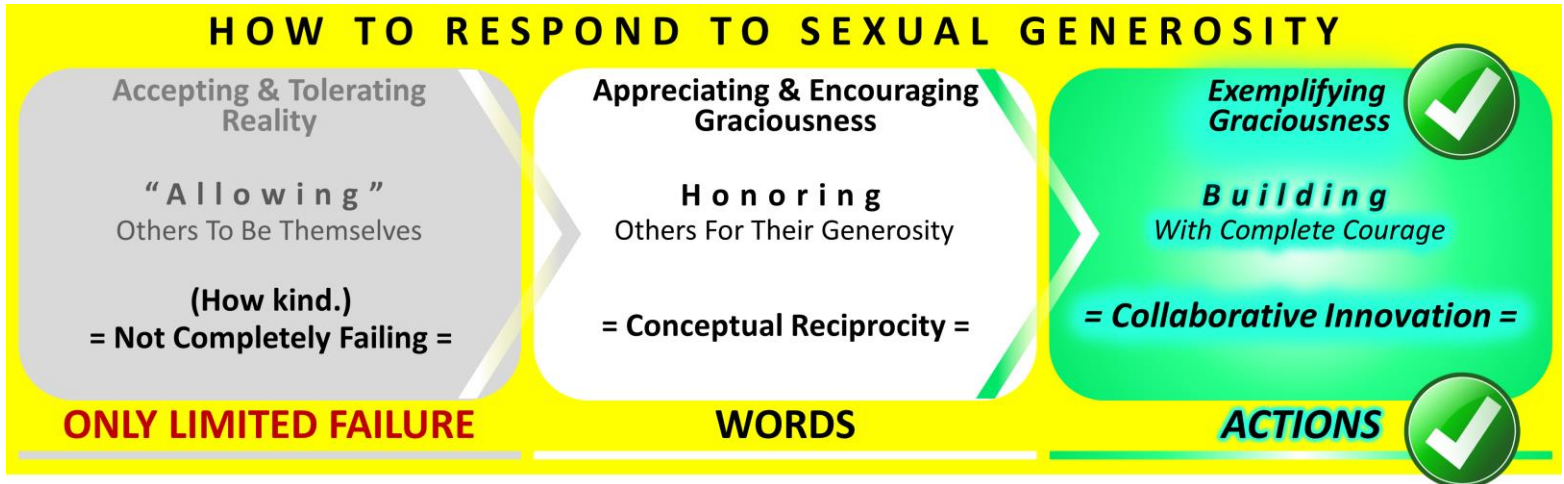 HOW TO RESPOND TO SEXUAL GENEROSITY
Accepting & Tolerating
Reality
“Allowing”
Others To Be Themselves
(How kind.)
= Not Completely Failing =
ONLY LIMITED FAILURE
Appreciating & Encouraging
Graciousness
Honoring
Others For Their Generosity
= Conceptual Reciprocity =
WORDS
Exemplifying
Graciousness
Building
With Complete Courage
= Collaborative Innovation =
ACTIONS